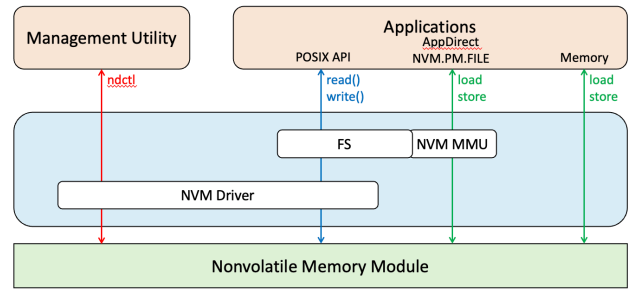 Management Utility
Applications
AppDirect
POSIX API
NVM.PM.FILE
Memory
ndctl
read()
write()
load
store
load
store
FS
NVM MMU
NVM Driver
Nonvolatile Memory Module